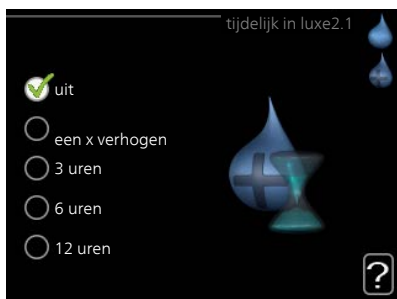 tijdelijk in luxe2.1
uit
een x verhogen
3 uren
6 uren
12 uren
?